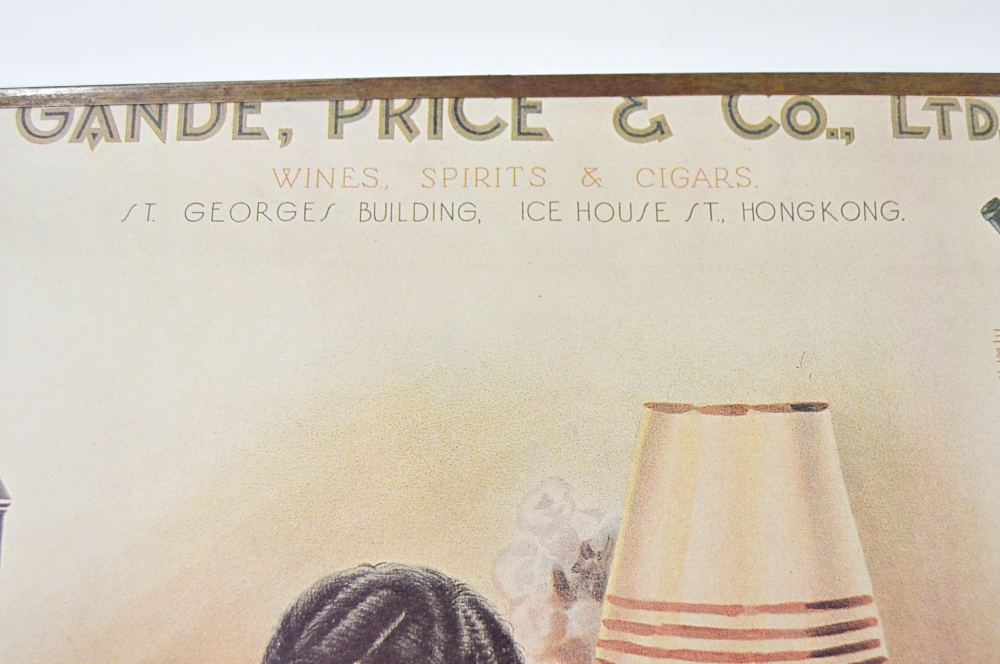 GANDE, PRICE & CO., LTD
WINES, SPIRITS & CIGARS.
ST. GEORGES BUILDING, ICE HOUSE ST., HONGKONG.